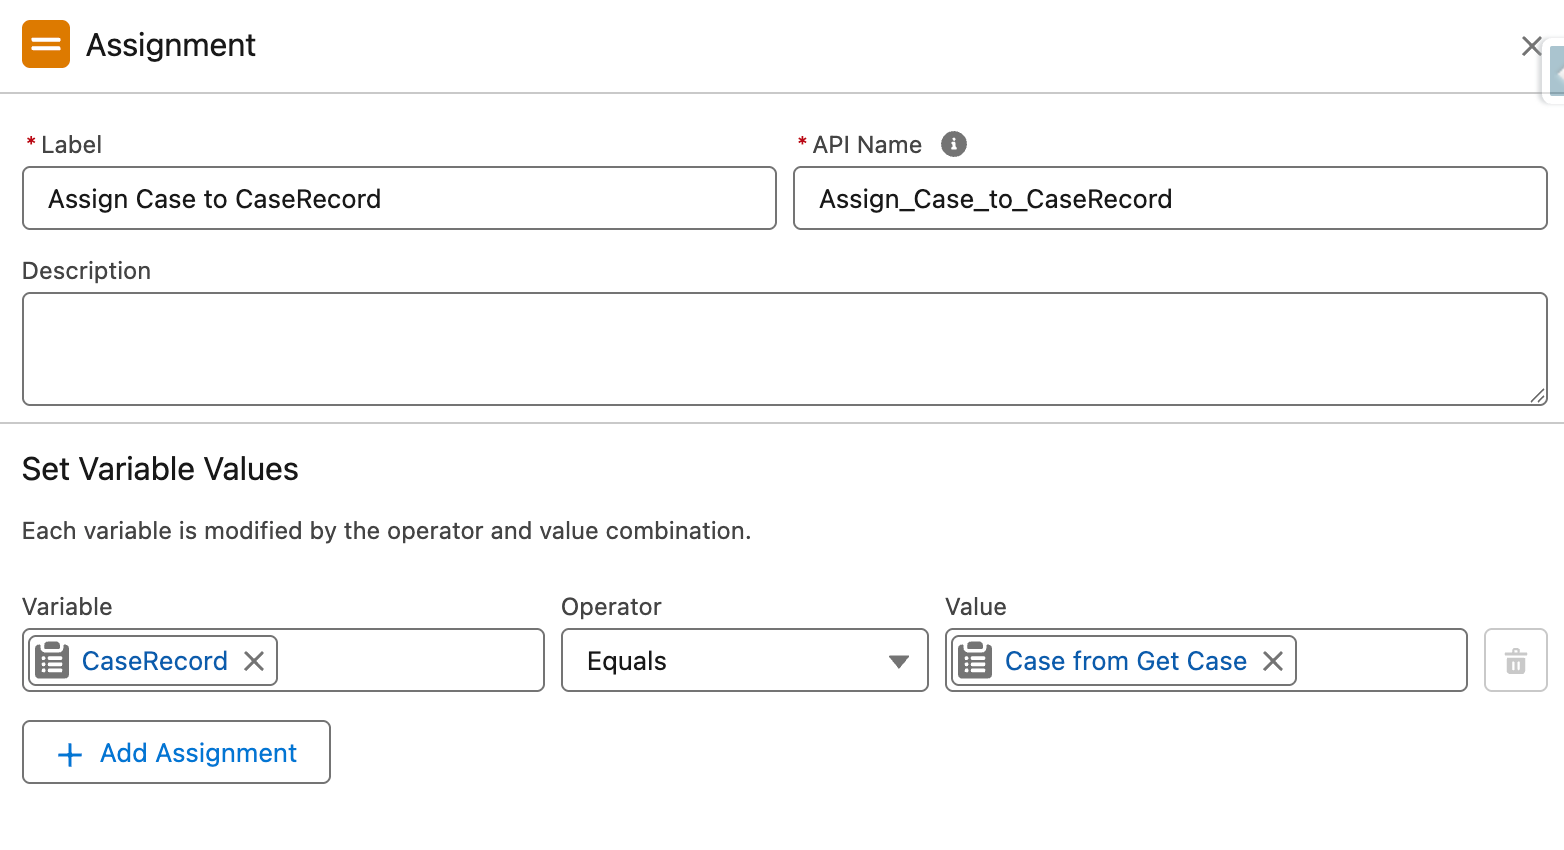 Assignment
* Label
* API Name
Assign Case to CaseRecord
Assign_Case_to_CaseRecord
Description
Set Variable Values
Each variable is modified by the operator and value combination.
Variable
Operator
Value
CaseRecord
Equals
Case from Get Case
Add Assignment